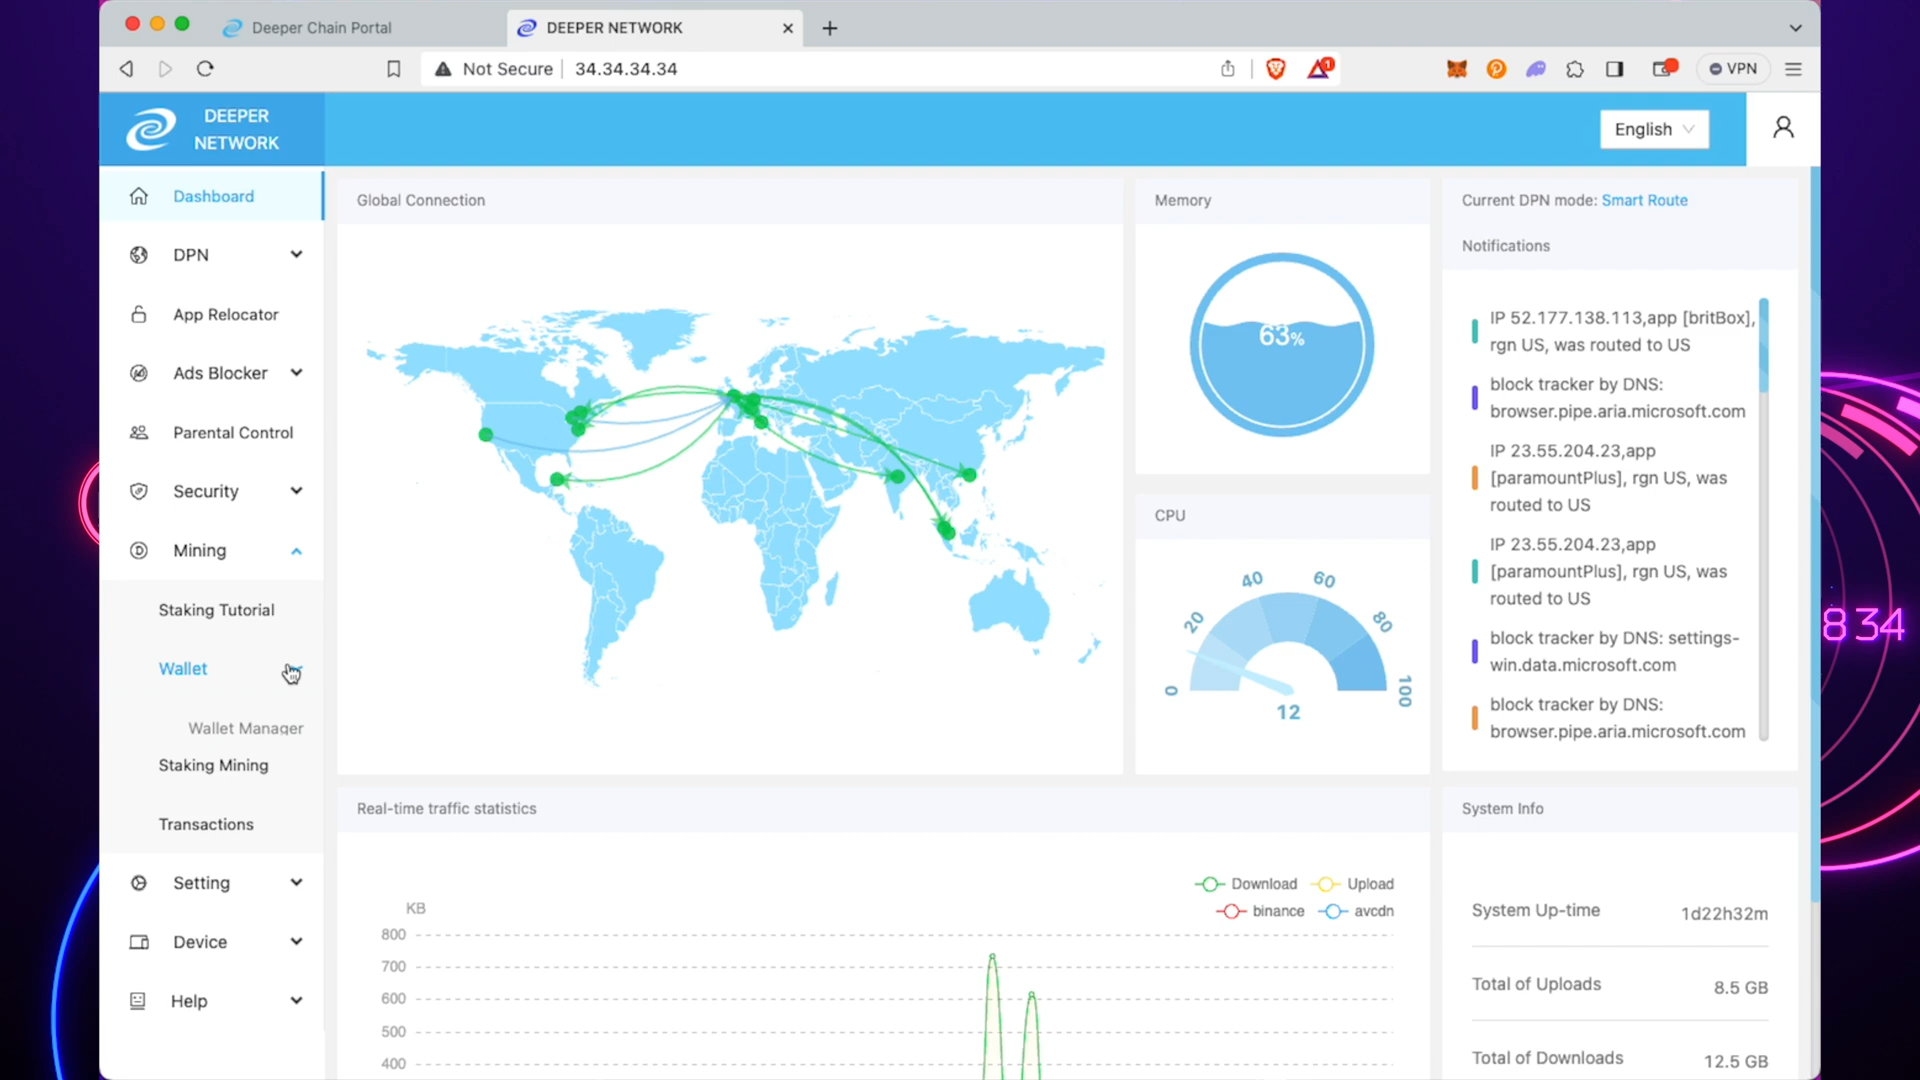 Deeper Chain Portal
DEEPER NETWORK
Not Secure
34.34.34.34
1
VPN
DEEPER
NETWORK
English
Dashboard
DPN
App Relocator
Ads Blocker
Parental Control
Security
Mining
Staking Tutorial
Wallet
Wallet Manager
Staking Mining
Transactions
Setting
Device
Help
Global Connection
Memory
63%
CPU
0
20
40
60
80
100
12
Current DPN mode: Smart Route
Notifications
IP 52.177.138.113,app [britBox],
rgn US, was routed to US
block tracker by DNS:
browser.pipe.aria.microsoft.com
IP 23.55.204.23,app
[paramountPlus], rgn US, was
routed to US
IP 23.55.204.23,app
[paramountPlus], rgn US, was
routed to US
block tracker by DNS: settings-
win.data.microsoft.com
block tracker by DNS:
browser.pipe.aria.microsoft.com
Real-time traffic statistics
Download
Upload
binance
avcdn
KB
800
700
600
500
400
System Info
System Up-time
1d22h32m
Total of Uploads
8.5 GB
Total of Downloads
12.5 GB
8 34